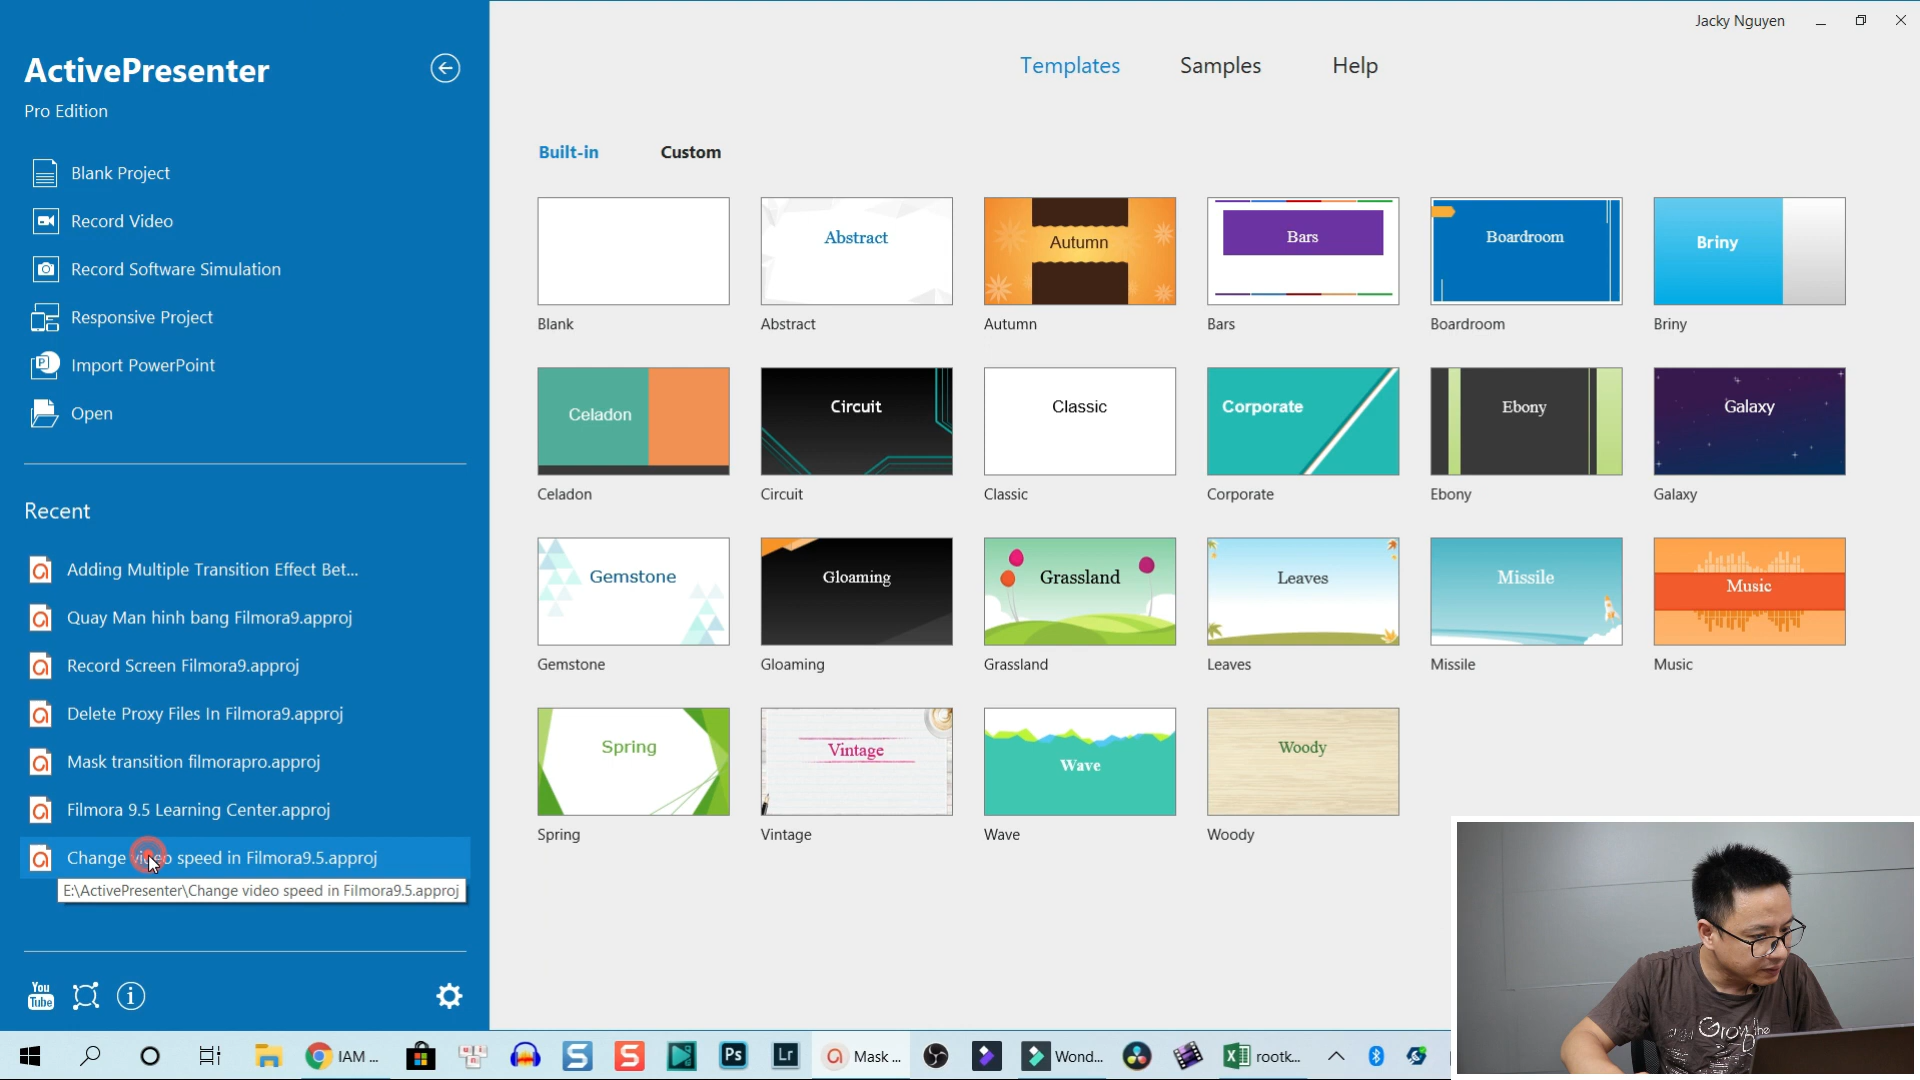 Jacky Nguyen
ActivePresenter
Pro Edition
Templates
Samples
Help
Built-in
Custom
Blank Project
Record Video
Record Software Simulation
Responsive Project
Import PowerPoint
Open
Recent
Adding Multiple Transition Effect Bet...
Quay Man hinh bang Filmora9.approj
Record Screen Filmora9.approj
Delete Proxy Files In Filmora9.approj
Mask transition filmorapro.approj
Filmora 9.5 Learning Center.approj
Change video speed in Filmora9.5.approj
E:\ActivePresenter\Change video speed in Filmora9.5.approj
You
Tube
Abstract
Autumn
Bars
Boardroom
Briny
Blank
Abstract
Autumn
Bars
Boardroom
Briny
Celadon
Circuit
Classic
Corporate
Ebony
Galaxy
Celadon
Circuit
Classic
Corporate
Ebony
Galaxy
Gemstone
Gloaming
Grassland
Leaves
Missile
Music
Gemstone
Gloaming
Grassland
Leaves
Missile
Music
Spring
Vintage
Wave
Woody
Spring
Vintage
Wave
Woody
IAM ...
S
S
Ps
Lr
Mask ...
Wond...
rootk...